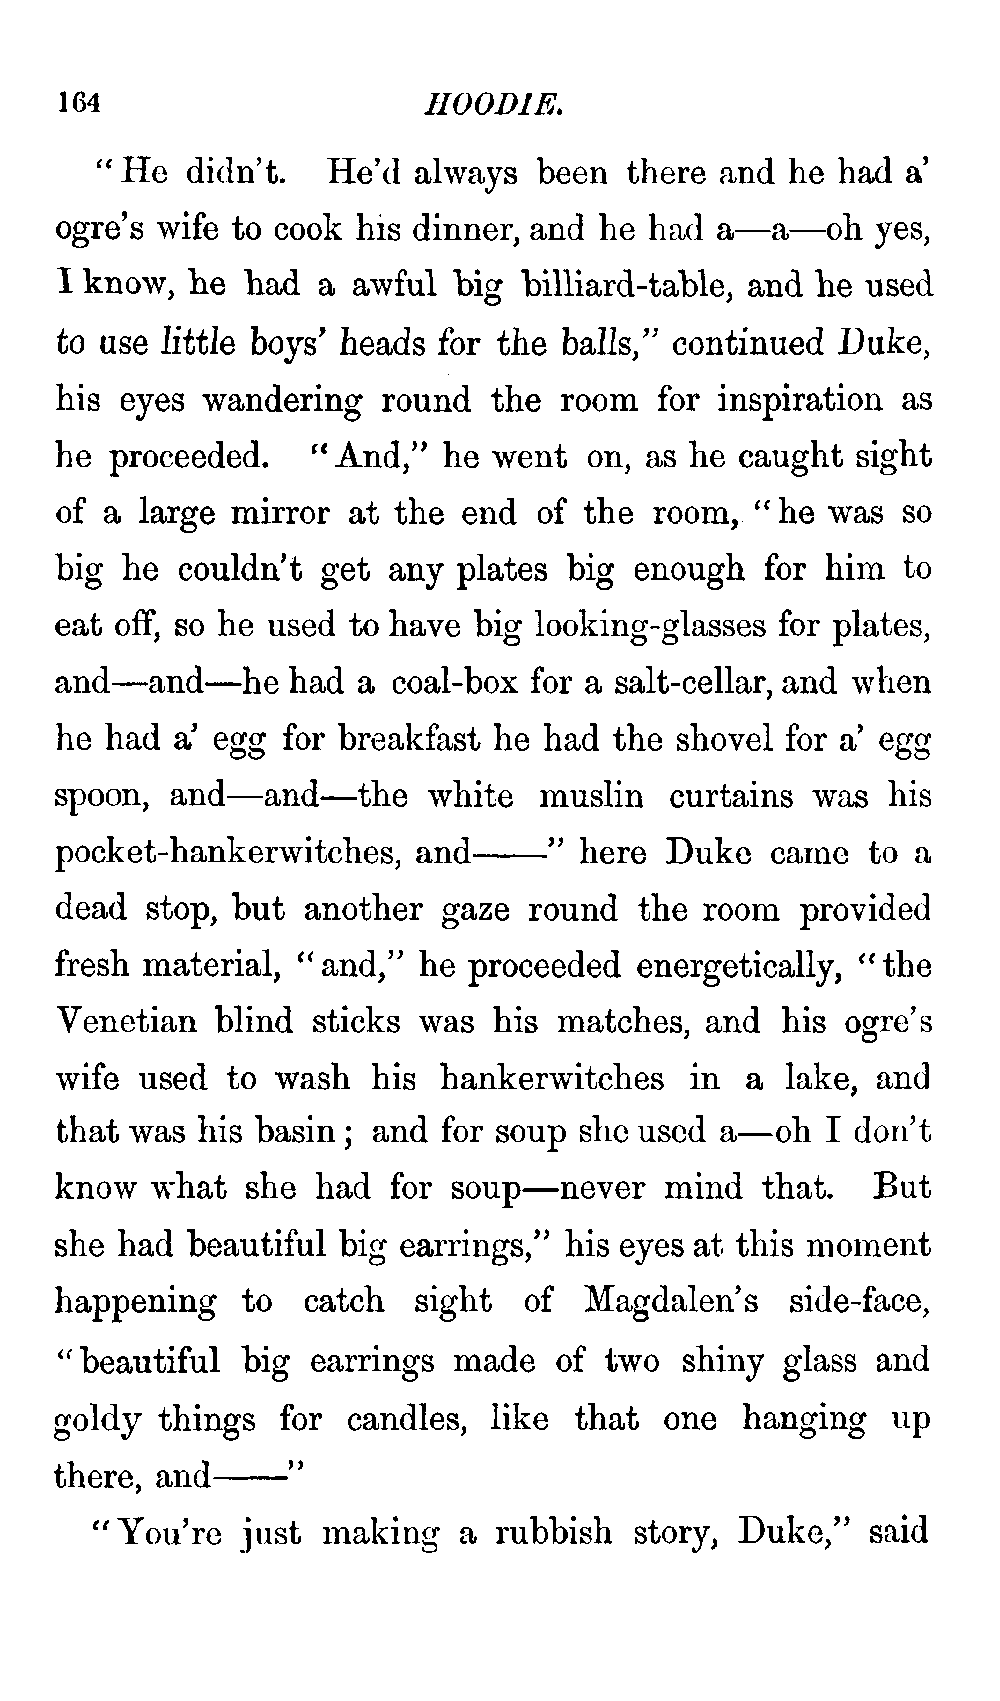 164 HOODIE.
“He didn’t. He’d always been there and he had a’
ogre’s wife to cook his dinner, and he had a—a—oh yes,
I know, he had a awful big billiard-table, and he used
to use little boys’ heads for the balls,” continued Duke,
his eyes wandering round the room for inspiration as
he proceeded. “And,” he went on, as he caught sight
of a large mirror at the end of the room, “he was so
big he couldn’t get any plates big enough for him to
eat off, so he used to have big looking-glasses for plates,
and—and—he had a coal-box for a salt-cellar, and when
he had a’ egg for breakfast he had the shovel for a’ egg
spoon, and—and—the white muslin curtains was his
pocket-hankerwitches, and——” here Duke came to a
dead stop, but another gaze round the room provided
fresh material, “and,” he proceeded energetically, “the
Venetian blind sticks was his matches, and his ogre’s
wife used to wash his hankerwitches in a lake, and
that was his basin; and for soup she used a—oh I don’t
know what she had for soup—never mind that. But
she had beautiful big earrings,” his eyes at this moment
happening to catch sight of Magdalen’s side-face,
“beautiful big earrings made of two shiny glass and
goldy things for candles, like that one hanging up
there, and——”
“You’re just making a rubbish story, Duke,” said